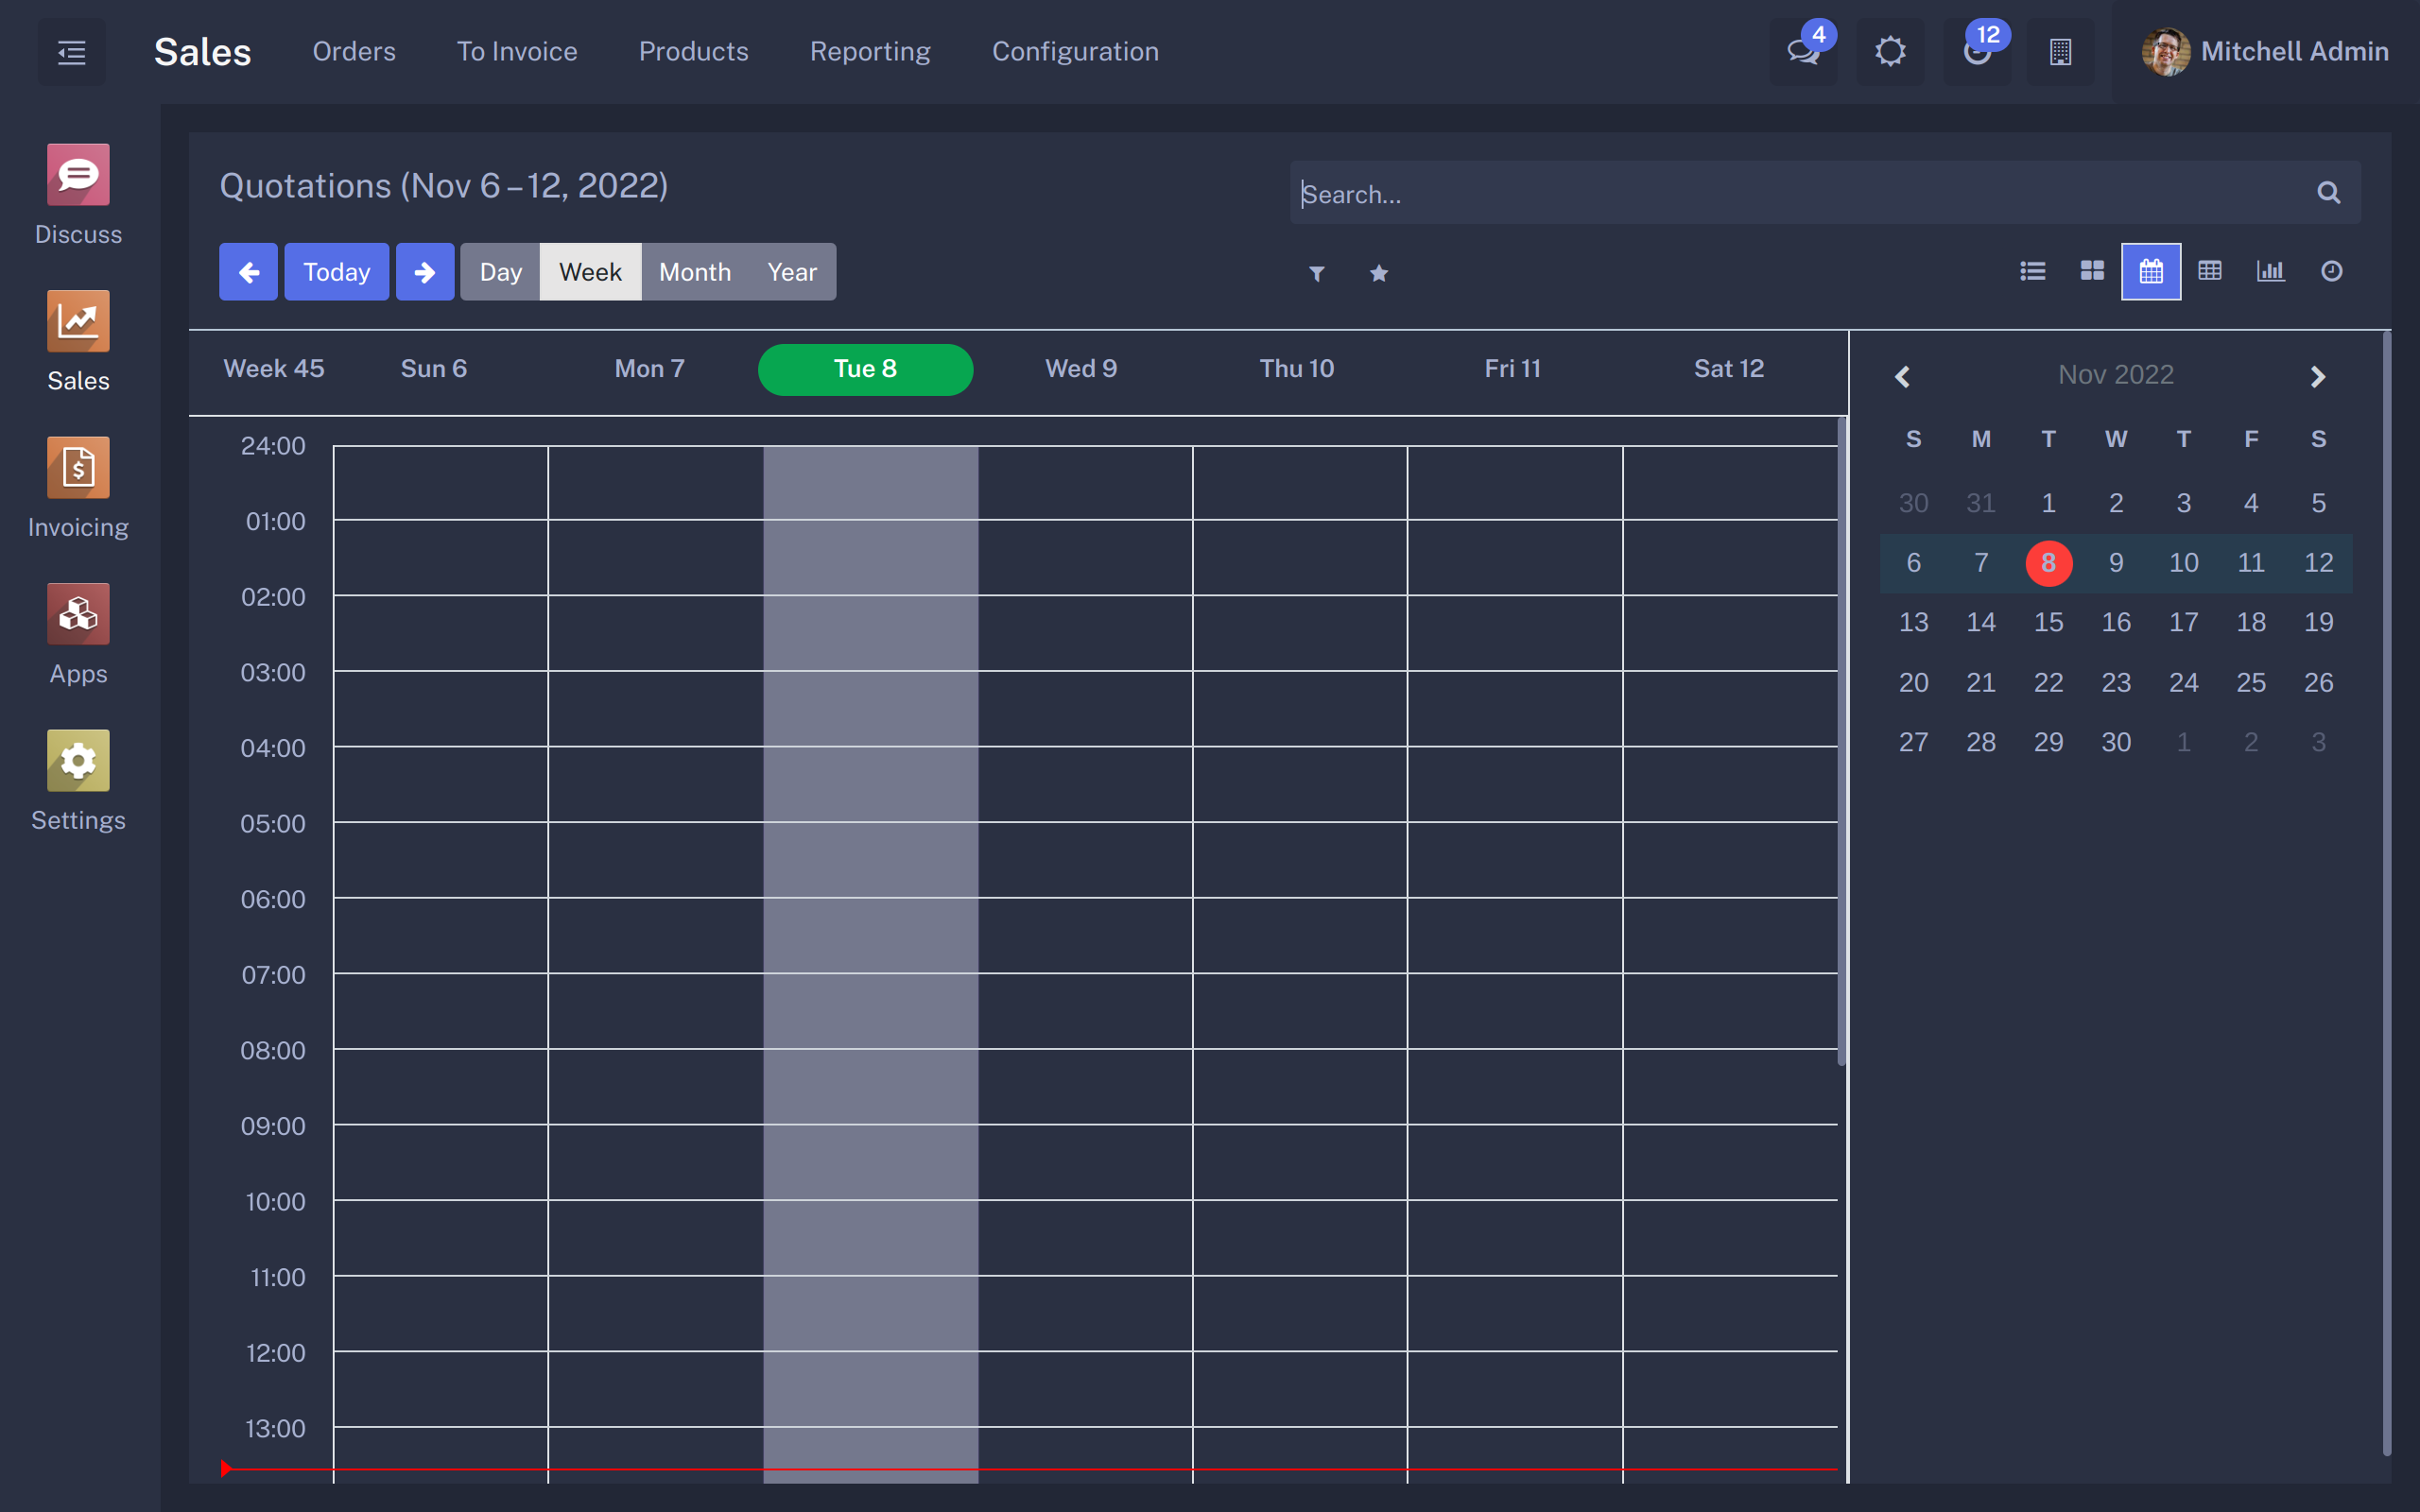 Sales Orders To Invoice Products Reporting Configuration 4 12 Mitchell Admin
Discuss
Sales
Invoicing
Apps
Settings
Quotations (Nov 6 – 12, 2022)
Search...
Today Day Week Month Year
Week 45 Sun 6 Mon 7 Tue 8 Wed 9 Thu 10 Fri 11 Sat 12
24:00
01:00
02:00
03:00
04:00
05:00
06:00
07:00
08:00
09:00
10:00
11:00
12:00
13:00
Nov 2022
S M T W T F S
30 31 1 2 3 4 5
6 7 8 9 10 11 12
13 14 15 16 17 18 19
20 21 22 23 24 25 26
27 28 29 30 1 2 3